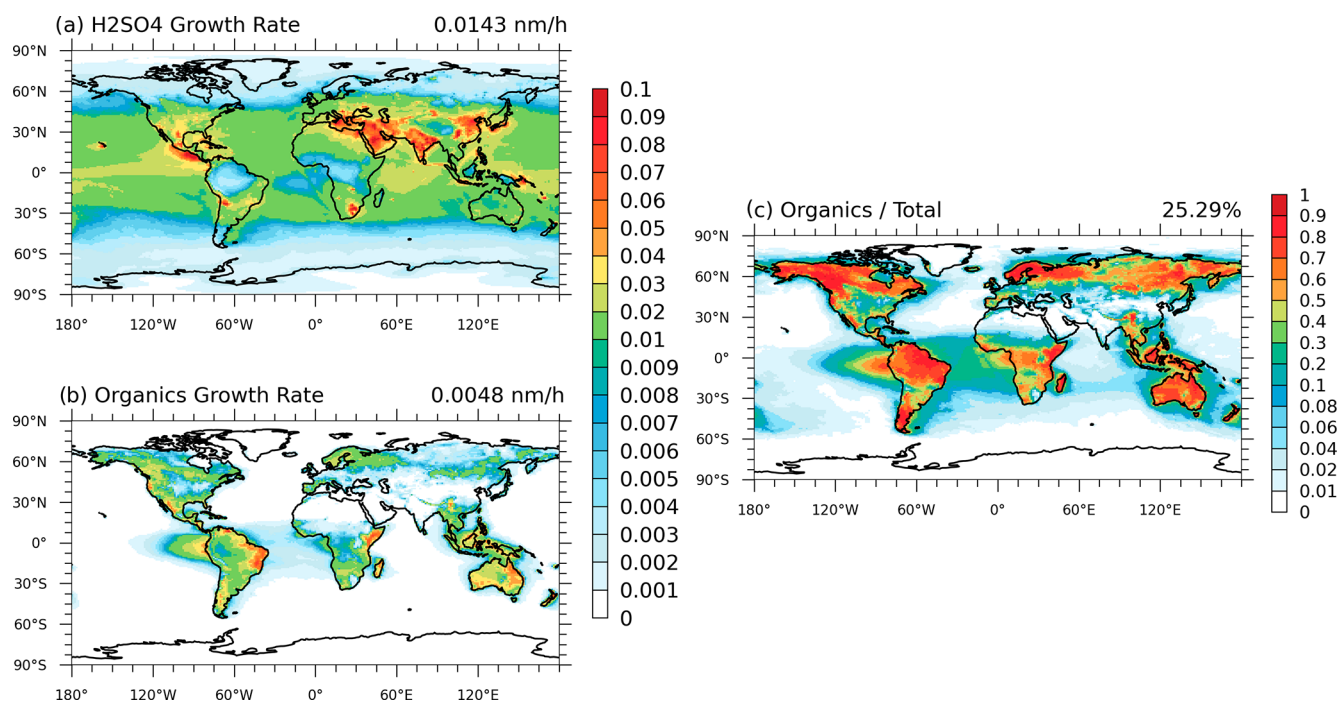 (a) H2SO4 Growth Rate 0.0143 nm/h
90°N
60°N
30°N
0°
30°S
60°S
90°S
180° 120°W 60°W 0° 60°E 120°E
0.1
0.09
0.08
0.07
0.06
0.05
0.04
0.03
0.02
0.01
0.009
0.008
0.007
0.006
0.005
0.004
0.003
0.002
0.001
0
(b) Organics Growth Rate 0.0048 nm/h
90°N
60°N
30°N
0°
30°S
60°S
90°S
180° 120°W 60°W 0° 60°E 120°E
(c) Organics / Total 25.29%
90°N
60°N
30°N
0°
30°S
60°S
90°S
180° 120°W 60°W 0° 60°E 120°E
1
0.9
0.8
0.7
0.6
0.5
0.4
0.3
0.2
0.1
0.08
0.06
0.04
0.02
0.01
0